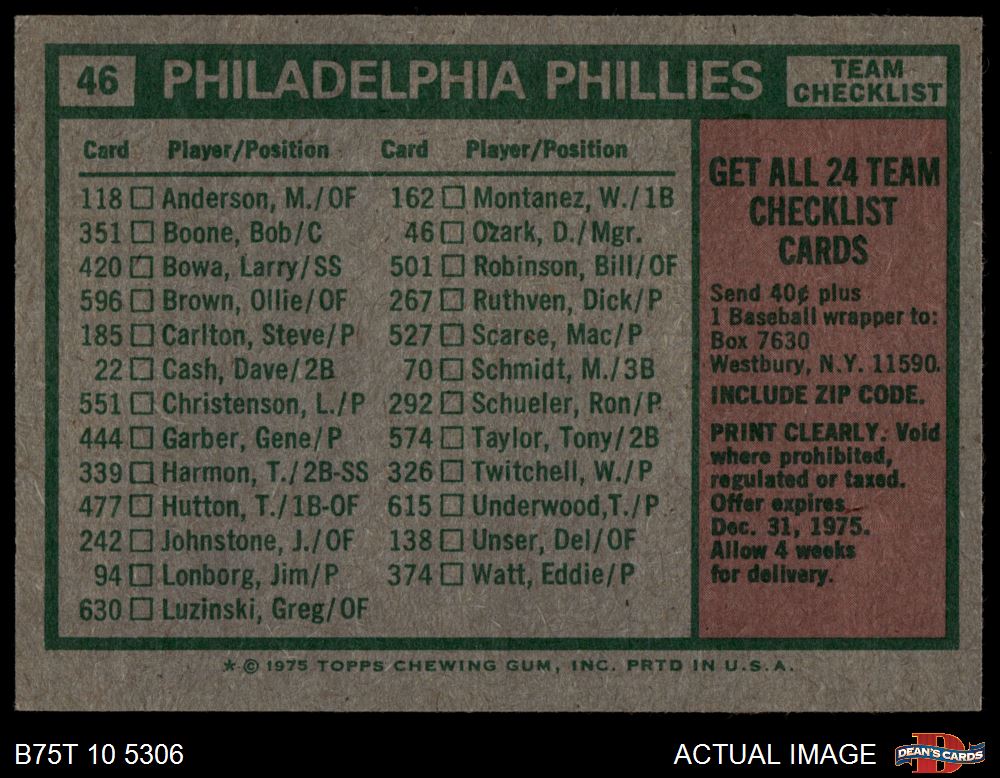 46 PHILADELPHIA PHILLIES TEAM CHECKLIST
Card Player/Position
118 Anderson, M./OF
351 Boone, Bob/C
420 Bowa, Larry/SS
596 Brown, Ollie/OF
185 Carlton, Steve/P
22 Cash, Dave/2B
551 Christenson, L./P
444 Garber, Gene/P
339 Harmon, T./2B-SS
477 Hutton, T./1B-OF
242 Johnstone, J./OF
94 Lonborg, Jim/P
630 Luzinski, Greg/OF
Card Player/Position
162 Montanez, W./1B
46 Ozark, D./Mgr.
501 Robinson, Bill/OF
267 Ruthven, Dick/P
527 Scarce, Mac/P
70 Schmidt, M./3B
292 Schueler, Ron/P
574 Taylor, Tony/2B
326 Twitchell, W./P
615 Underwood,T./P
138 Unser, Del/OF
374 Watt, Eddie/P
GET ALL 24 TEAM
CHECKLIST
CARDS
Send 40¢ plus
1 Baseball wrapper to:
Box 7630
Westbury, N.Y. 11590.
INCLUDE ZIP CODE.
PRINT CLEARLY. Void
where prohibited,
regulated or taxed.
Offer expires
Dec. 31, 1975.
Allow 4 weeks
for delivery.
*© 1975 TOPPS CHEWING GUM, INC. PRTD IN U.S.A.
B75T 10 5306
ACTUAL IMAGE
D
DEAN'S CARDS